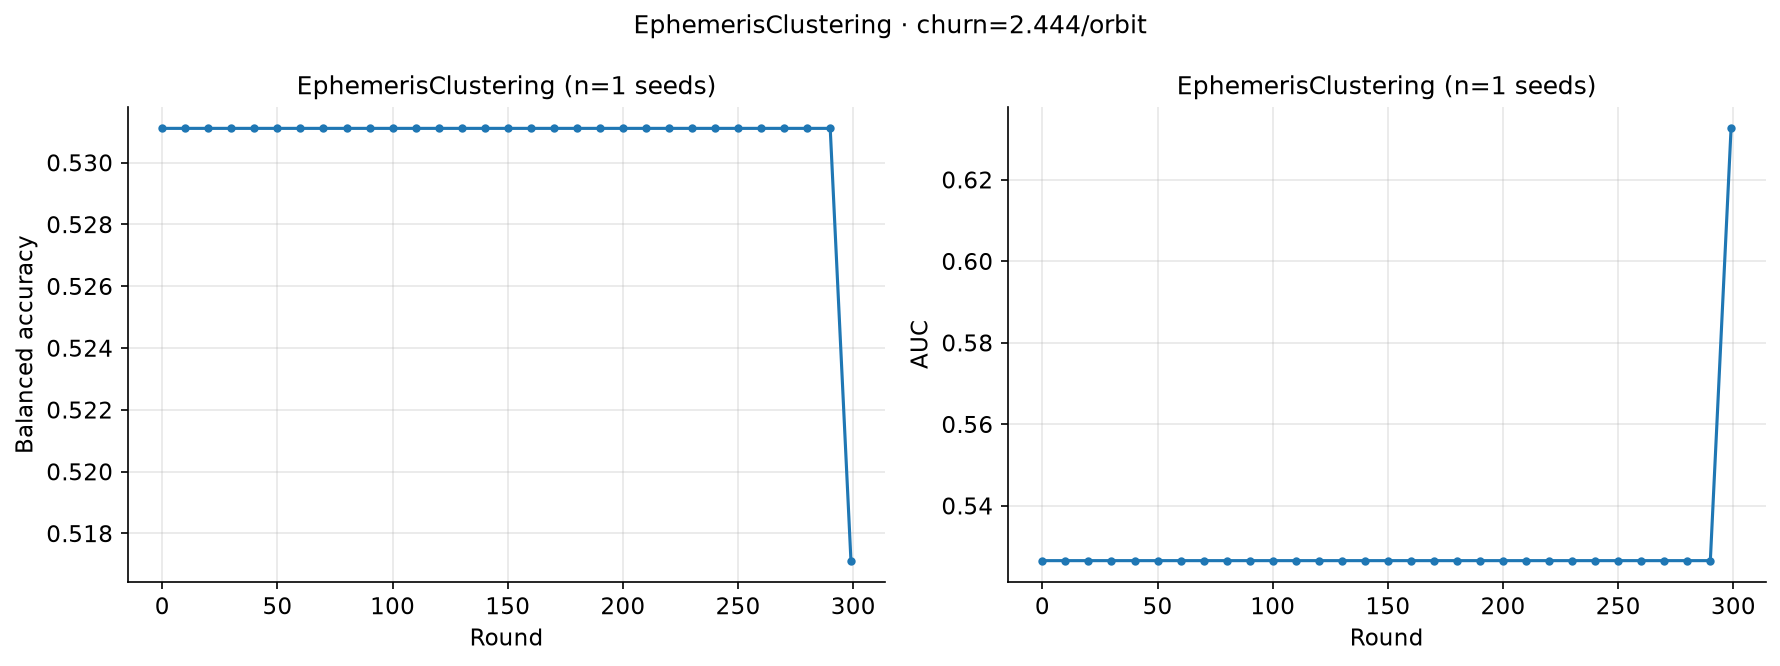 EphemerisClustering · churn=2.444/orbit
EphemerisClustering (n=1 seeds)
Balanced accuracy
0.530
0.528
0.526
0.524
0.522
0.520
0.518
0 50 100 150 200 250 300
Round
EphemerisClustering (n=1 seeds)
AUC
0.62
0.60
0.58
0.56
0.54
0 50 100 150 200 250 300
Round